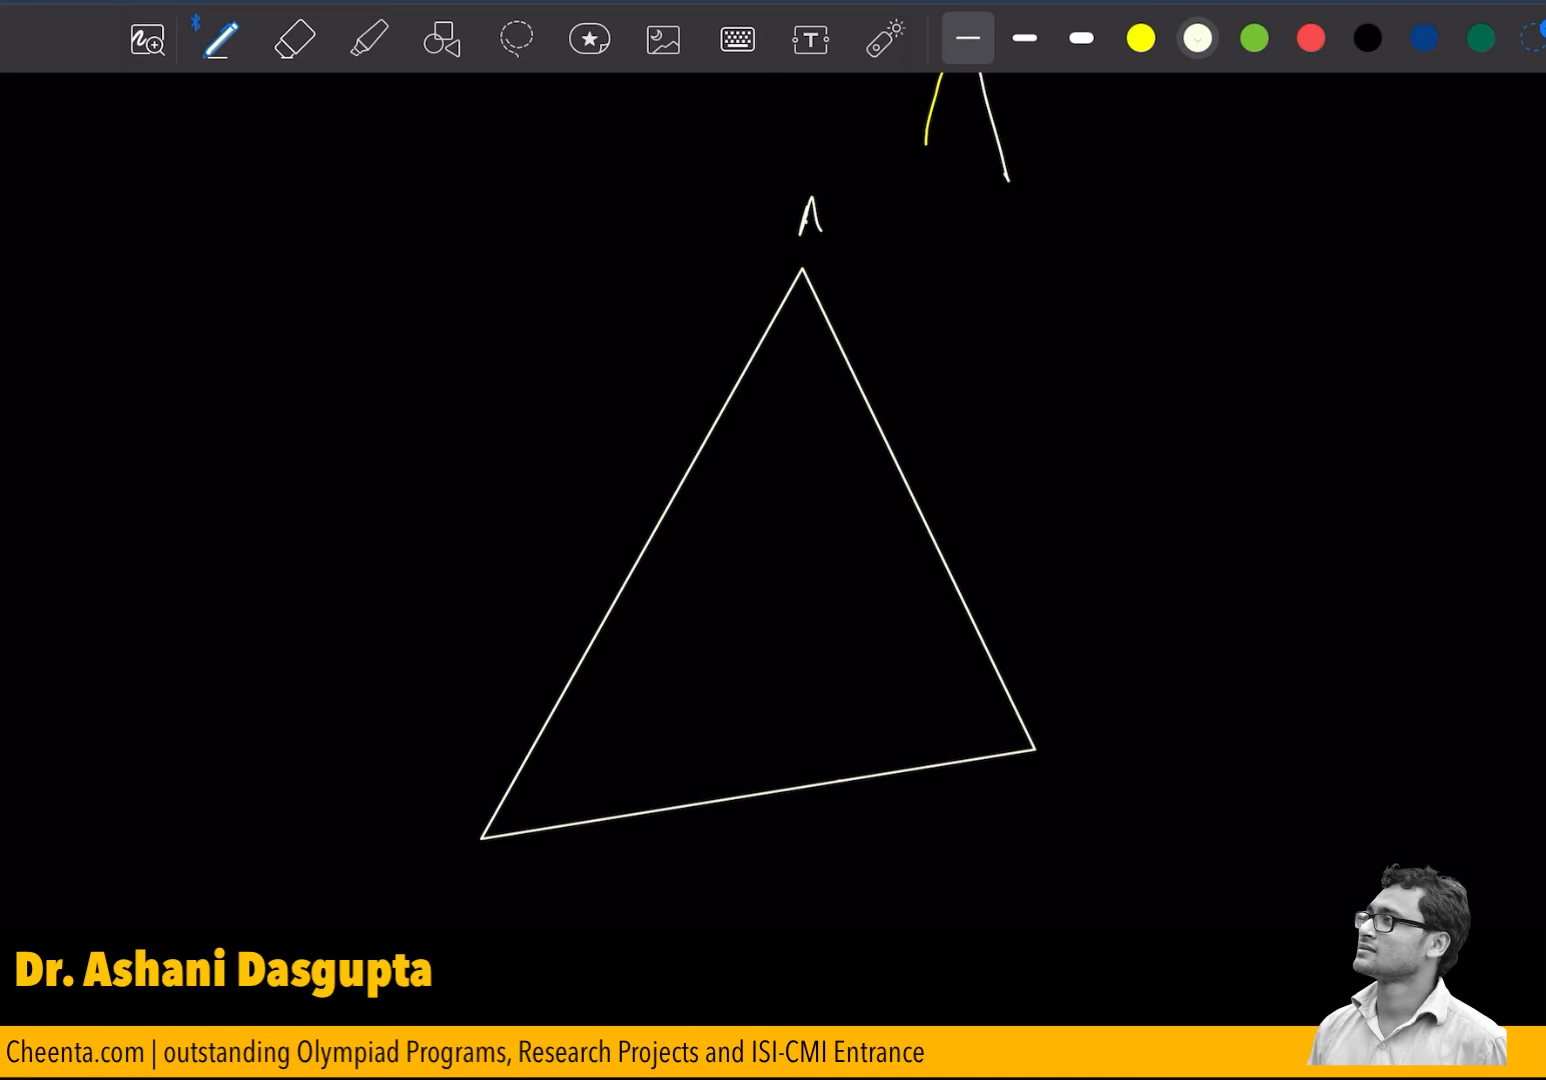 T
A
Dr. Ashani Dasgupta
Cheenta.com | outstanding Olympiad Programs, Research Projects and ISI-CMI Entrance